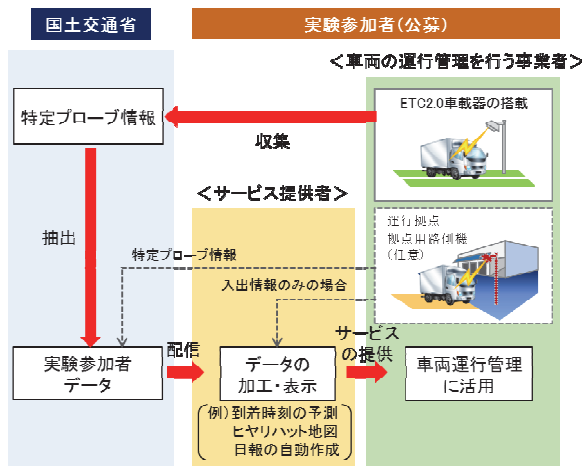 国土交通省
実験参加者(公募)
＜車両の運行管理を行う事業者＞
特定プローブ情報
ETC2.0車載器の搭載
収集
＜サービス提供者＞
運行拠点
拠点用路側機
(任意)
抽出
特定プローブ情報
入出情報のみの場合
配信
サービス
の提供
実験参加者
データ
データの
加工・表示
車両運行管理
に活用
(例)到着時刻の予測
ヒヤリハット地図
日報の自動作成